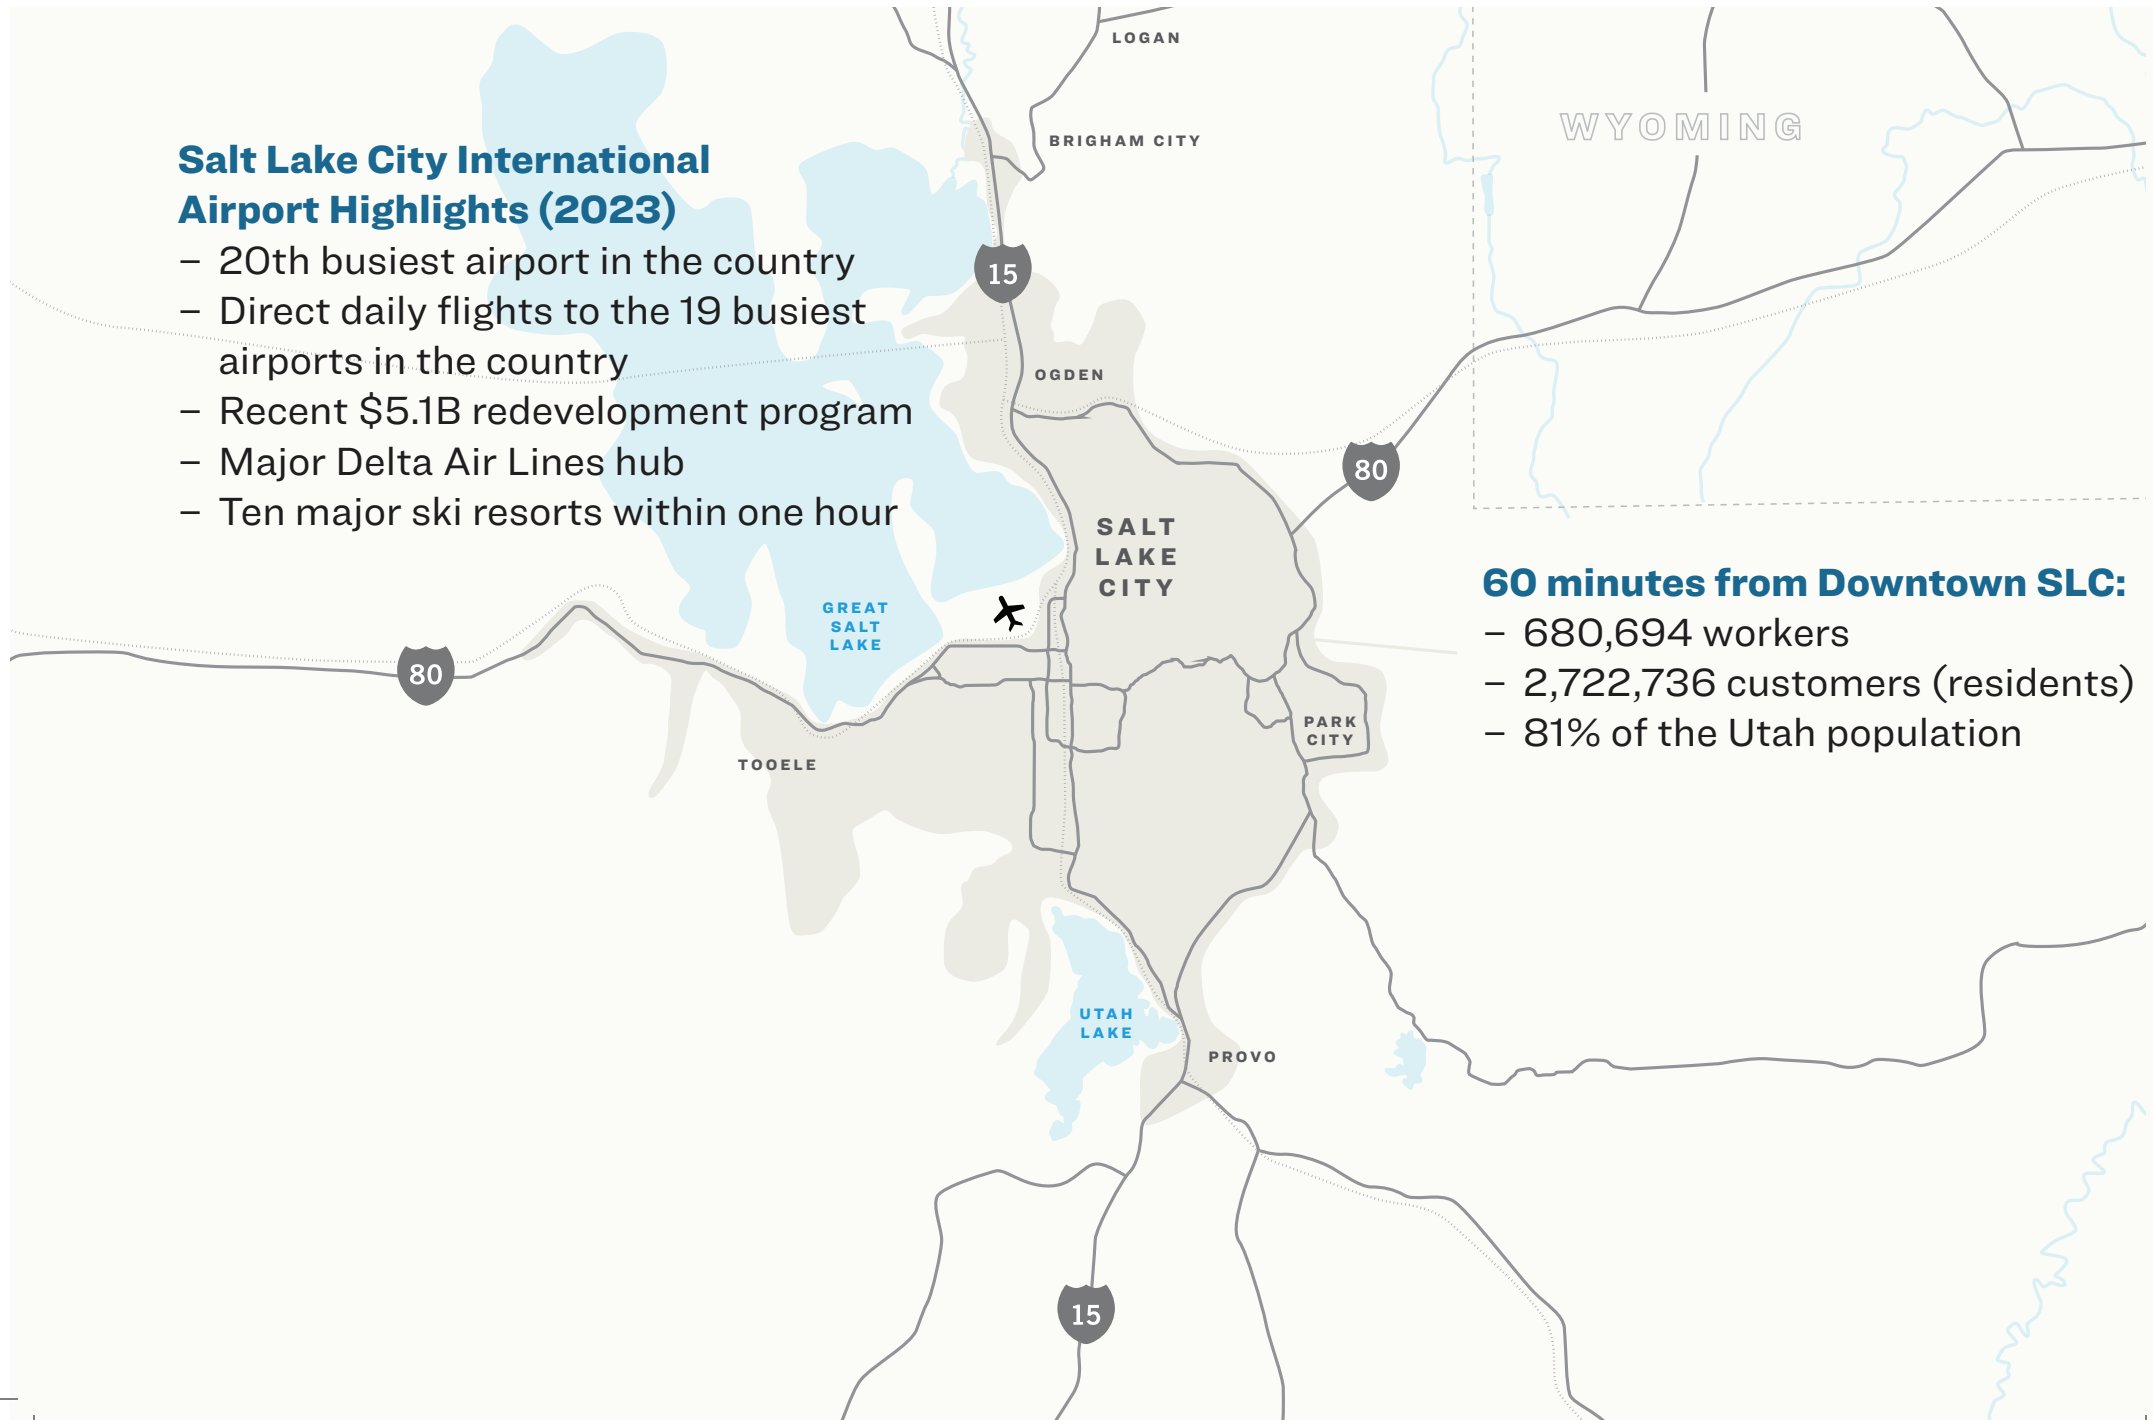 LOGAN
WYOMING
BRIGHAM CITY
Salt Lake City International
Airport Highlights (2023)
– 20th busiest airport in the country
– Direct daily flights to the 19 busiest
airports in the country
– Recent $5.1B redevelopment program
– Major Delta Air Lines hub
– Ten major ski resorts within one hour
15
OGDEN
80
SALT
LAKE
CITY
GREAT
SALT
LAKE
60 minutes from Downtown SLC:
– 680,694 workers
– 2,722,736 customers (residents)
– 81% of the Utah population
80
PARK
CITY
TOOELE
UTAH
LAKE
PROVO
15